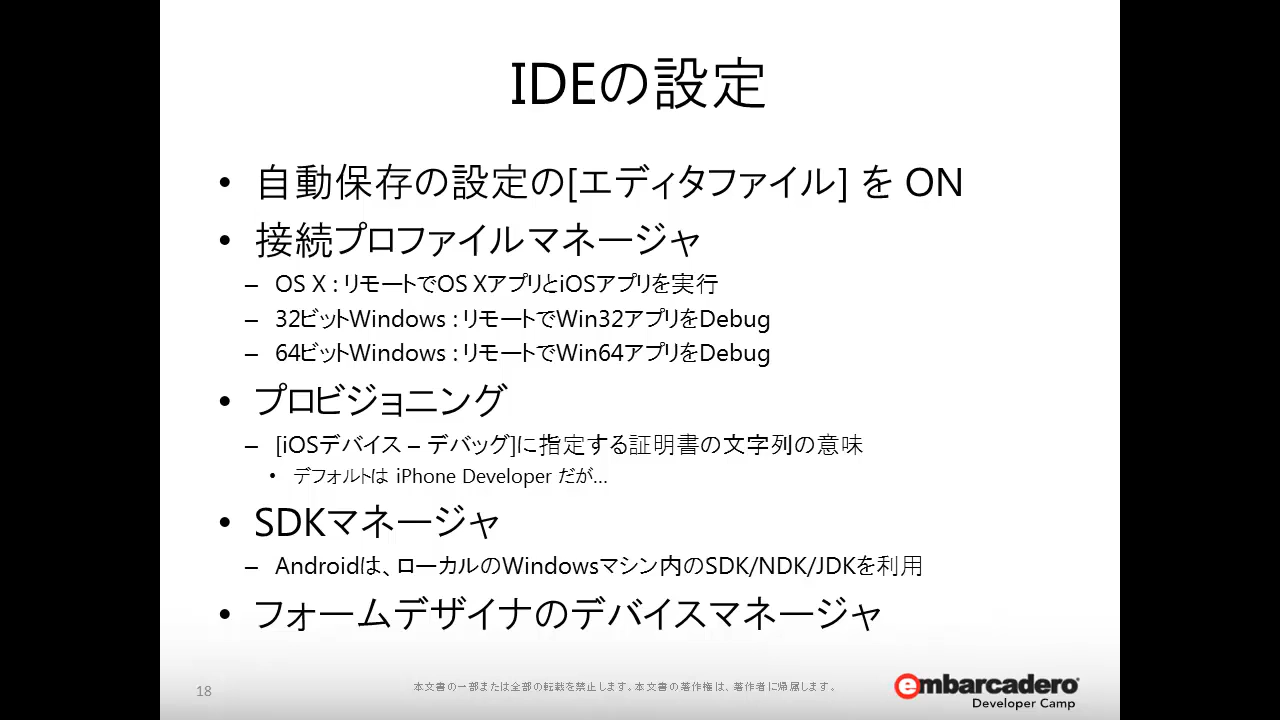 IDEの設定
• 自動保存の設定の[エディタファイル] を ON
• 接続プロファイルマネージャ
– OS X : リモートでOS XアプリとiOSアプリを実行
– 32ビットWindows : リモートでWin32アプリをDebug
– 64ビットWindows : リモートでWin64アプリをDebug
• プロビジョニング
– [iOSデバイス – デバッグ]に指定する証明書の文字列の意味
• デフォルトは iPhone Developer だが…
• SDKマネージャ
– Androidは、ローカルのWindowsマシン内のSDK/NDK/JDKを利用
• フォームデザイナのデバイスマネージャ
18
本文書の一部または全部の転載を禁止します。本文書の著作権は、著作者に帰属します。
embarcadero
Developer Camp